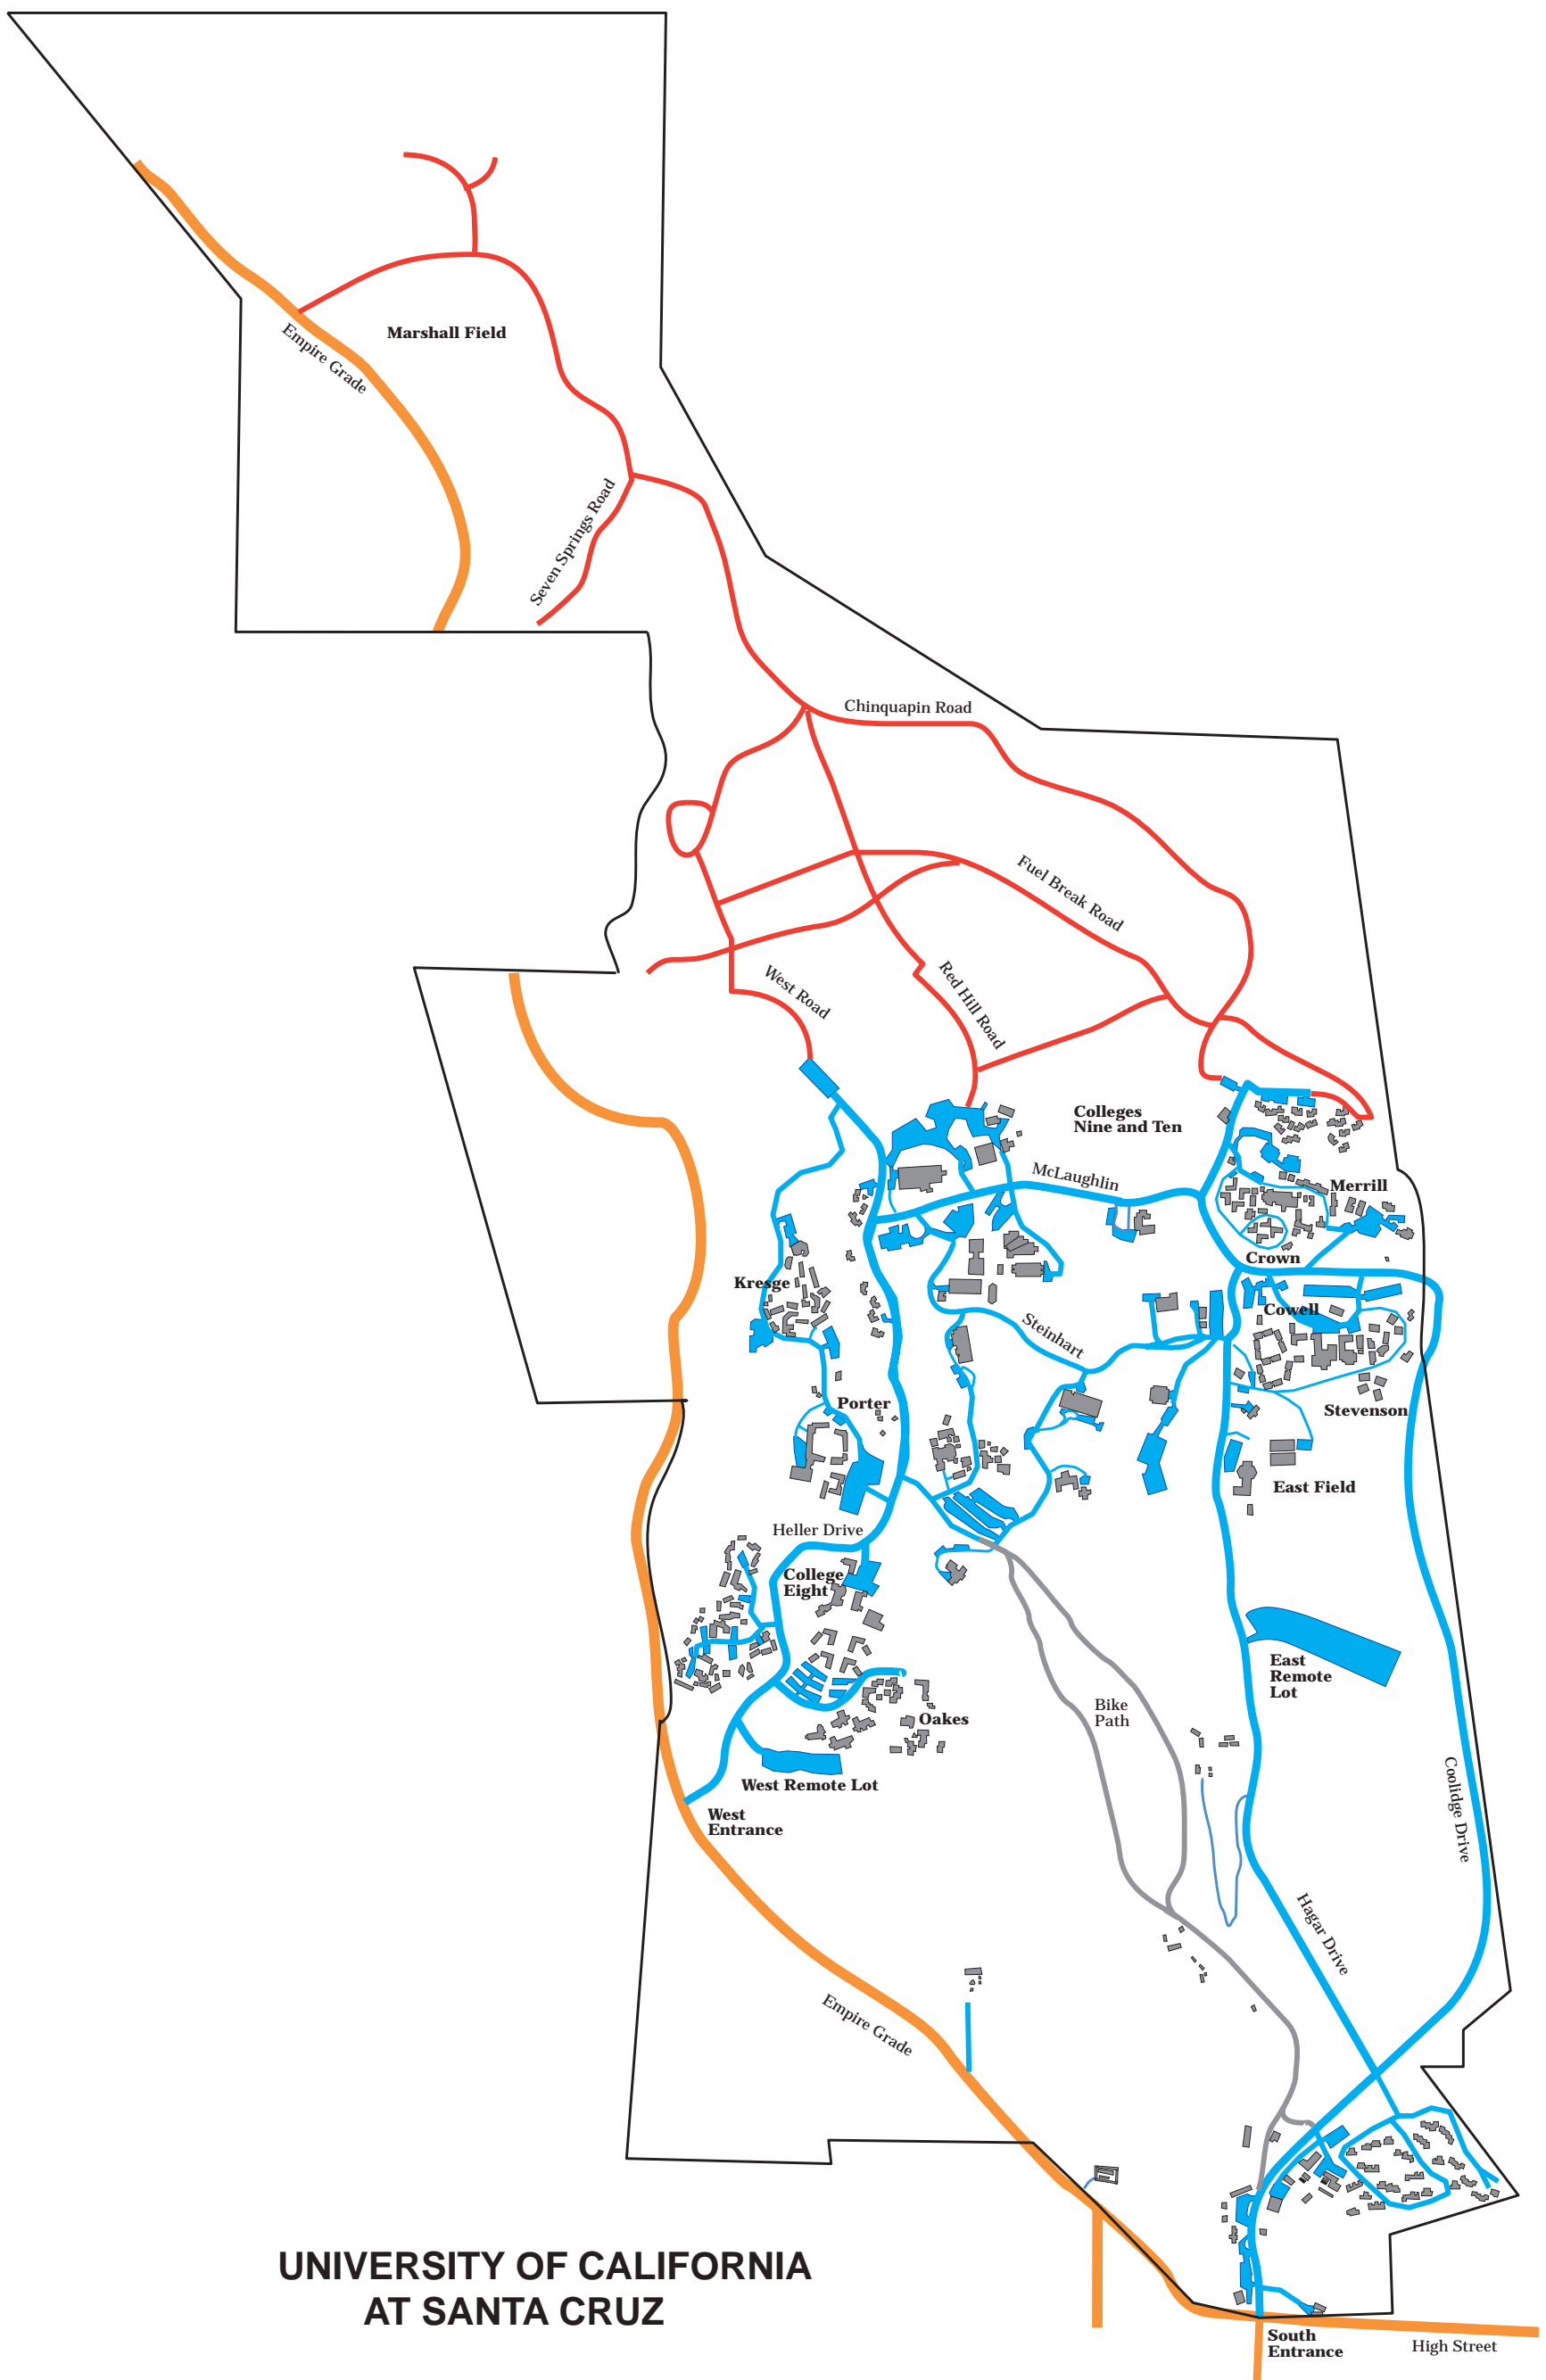 Marshall Field
Empire Grade
Seven Springs Road
Chinquapin Road
Fuel Break Road
West Road
Red Hill Road
Colleges
Nine and Ten
McLaughlin
Merrill
Crown
Kresge
Cowell
Steinhart
Porter
Stevenson
East Field
Heller Drive
College
Eight
East
Remote
Lot
Bike
Path
Oakes
West Remote Lot
West
Entrance
Coolidge Drive
Hagar Drive
Empire Grade
UNIVERSITY OF CALIFORNIA
AT SANTA CRUZ
South
Entrance
High Street